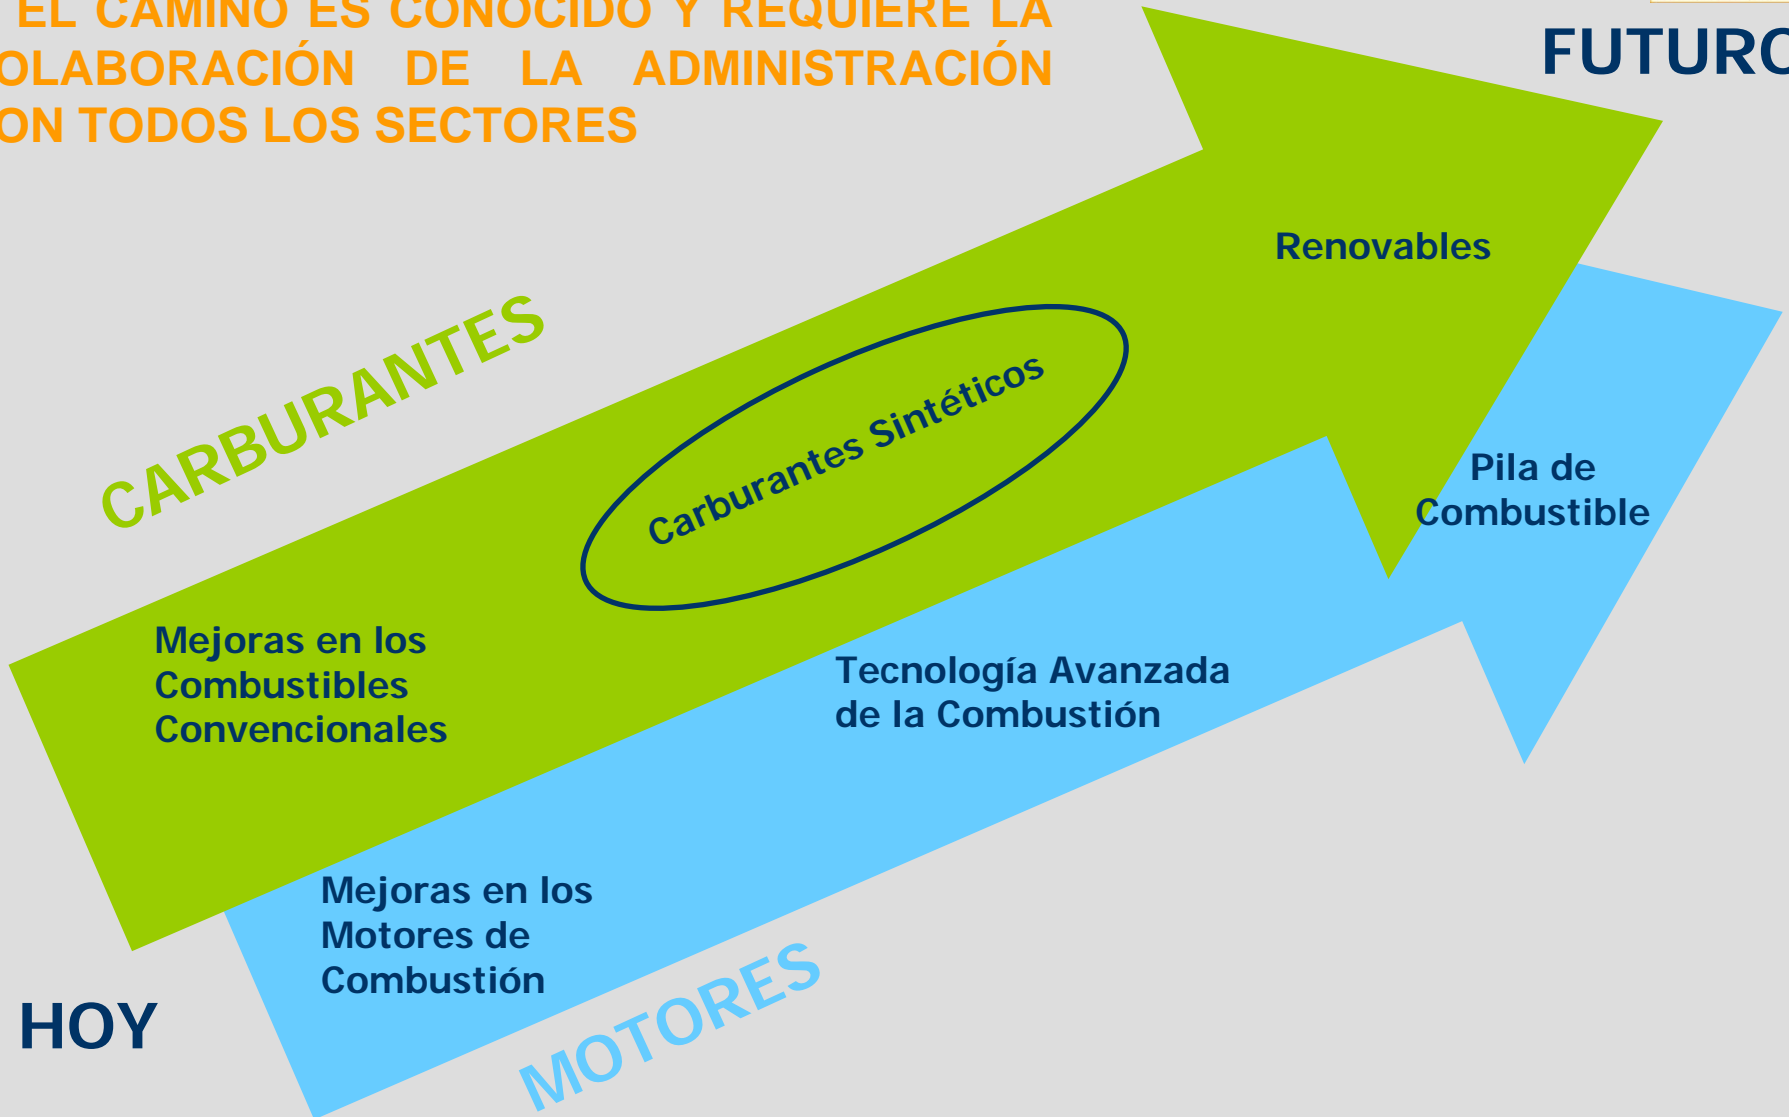 EL CAMINO ES CONOCIDO Y REQUIERE LA
OLABORACIÓN DE LA ADMINISTRACIÓN
ON TODOS LOS SECTORES
FUTURO
Renovables
CARBURANTES
Carburantes Sintéticos
Pila de
Combustible
Mejoras en los
Combustibles
Convencionales
Tecnología Avanzada
de la Combustión
Mejoras en los
Motores de
Combustión
HOY
MOTORES